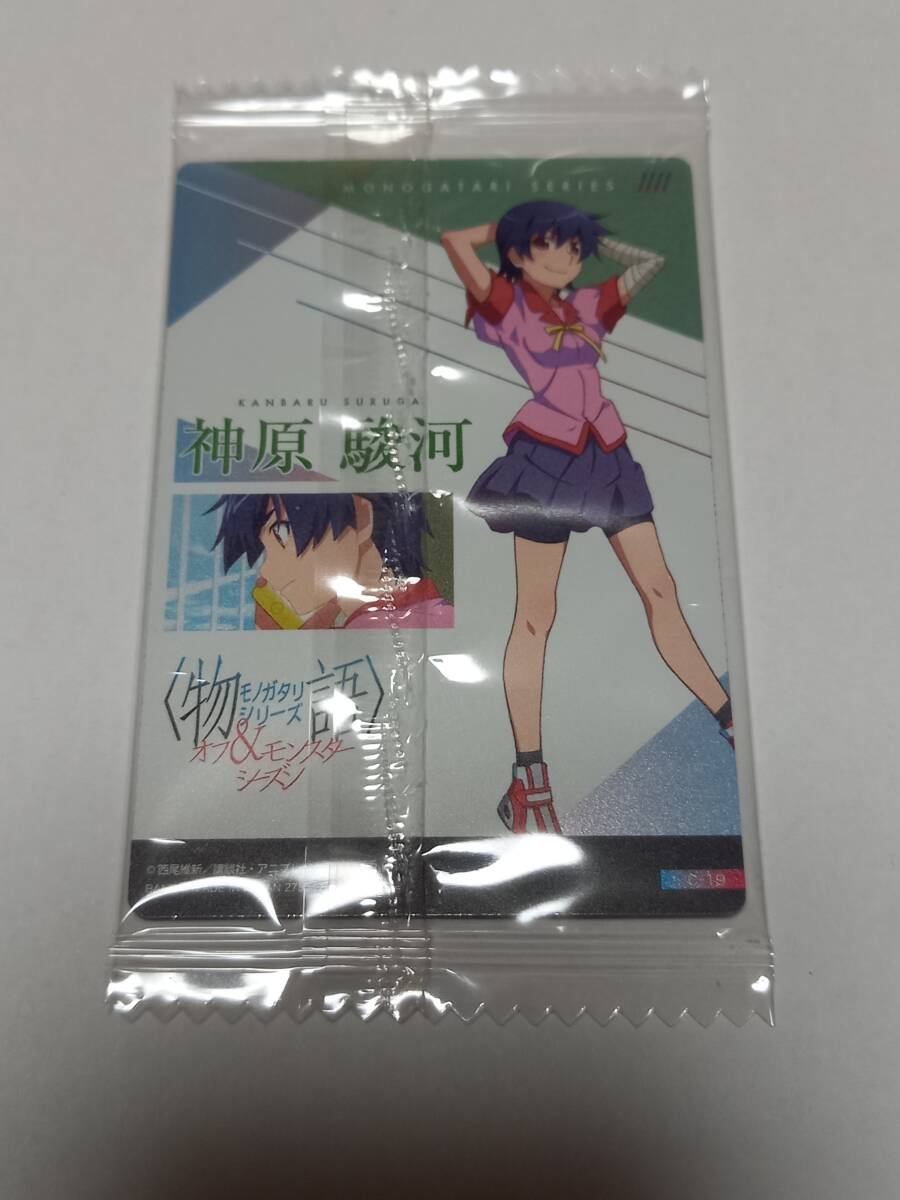 MONOGATARI SERIES
KANBARU SURUGA
神原 駿河
〈物語〉
モノガタリ
シリーズ
オフ&モンスター
シーズン
©西尾維新/講談社・アニプ
C-19